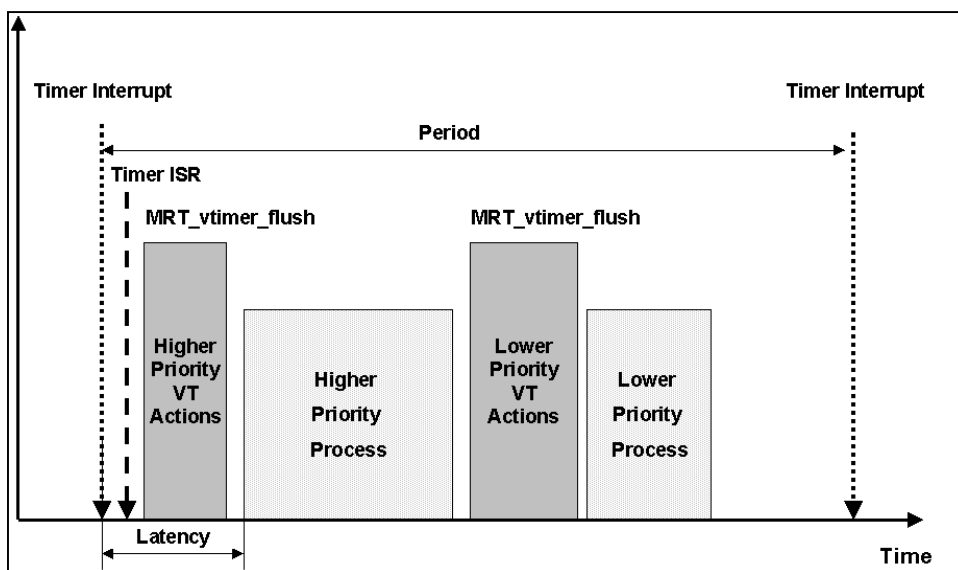 Timer Interrupt
Timer Interrupt
Period
Timer ISR
MRT_vtimer_flush
MRT_vtimer_flush
Higher
Priority
VT
Actions
Higher
Priority
Process
Lower
Priority
VT
Actions
Lower
Priority
Process
Latency
Time